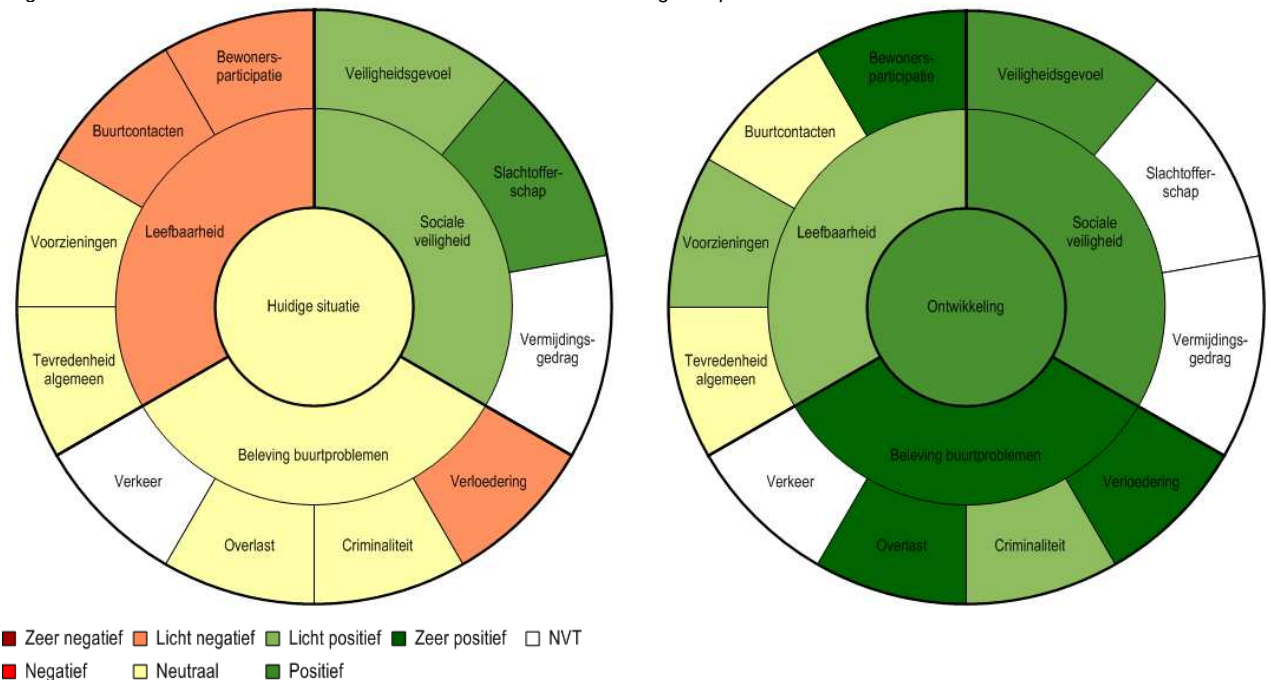 Bewoners-
participatie
Veiligheidsgevoel
Buurtcontacten
Slachtoffer-
schap
Voorzieningen
Leefbaarheid
Sociale
veiligheid
Huidige situatie
Vermijdings-
gedrag
Tevredenheid
algemeen
Beleving buurtproblemen
Verkeer
Verloedering
Overlast
Criminaliteit
Bewoners-
participatie
Veiligheidsgevoel
Buurtcontacten
Slachtoffer-
schap
Voorzieningen
Leefbaarheid
Sociale
veiligheid
Ontwikkeling
Vermijdings-
gedrag
Tevredenheid
algemeen
Beleving buurtproblemen
Verkeer
Verloedering
Overlast
Criminaliteit
Zeer negatief Licht negatief Licht positief Zeer positief NVT
Negatief Neutraal Positief